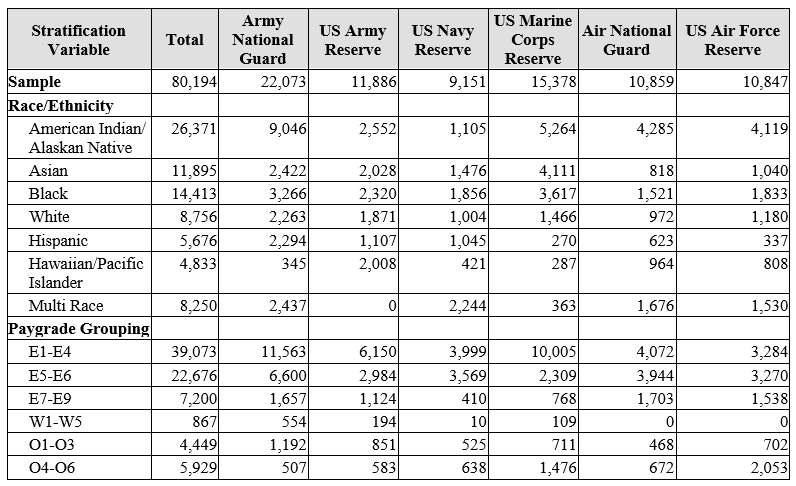 Stratification Variable Total Army National Guard US Army Reserve US Navy Reserve US Marine Corps Reserve Air National Guard US Air Force Reserve
Sample 80,194 22,073 11,886 9,151 15,378 10,859 10,847
Race/Ethnicity
American Indian/ Alaskan Native 26,371 9,046 2,552 1,105 5,264 4,285 4,119
Asian 11,895 2,422 2,028 1,476 4,111 818 1,040
Black 14,413 3,266 2,320 1,856 3,617 1,521 1,833
White 8,756 2,263 1,871 1,004 1,466 972 1,180
Hispanic 5,676 2,294 1,107 1,045 270 623 337
Hawaiian/Pacific Islander 4,833 345 2,008 421 287 964 808
Multi Race 8,250 2,437 0 2,244 363 1,676 1,530
Paygrade Grouping
E1-E4 39,073 11,563 6,150 3,999 10,005 4,072 3,284
E5-E6 22,676 6,600 2,984 3,569 2,309 3,944 3,270
E7-E9 7,200 1,657 1,124 410 768 1,703 1,538
W1-W5 867 554 194 10 109 0 0
O1-O3 4,449 1,192 851 525 711 468 702
O4-O6 5,929 507 583 638 1,476 672 2,053